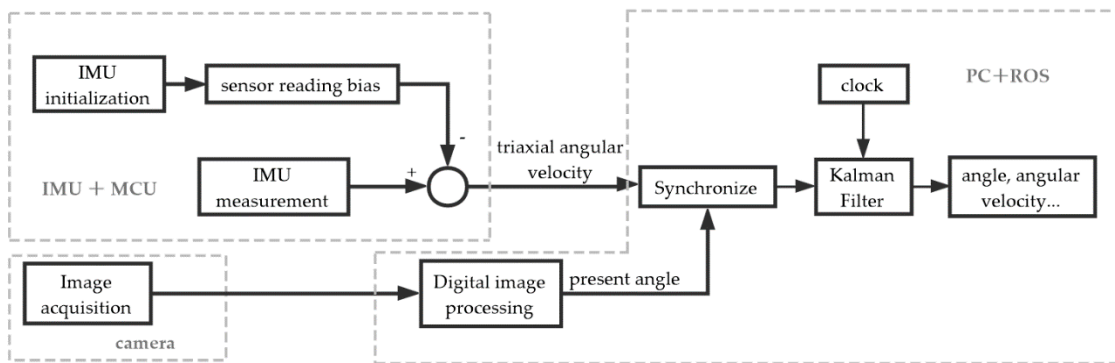 IMU
initialization
sensor reading bias
-
IMU + MCU
IMU
measurement
+
triaxial angular
velocity
PC+ROS
clock
Synchronize
Kalman
Filter
angle, angular
velocity...
Image
acquisition
camera
Digital image
processing
present angle